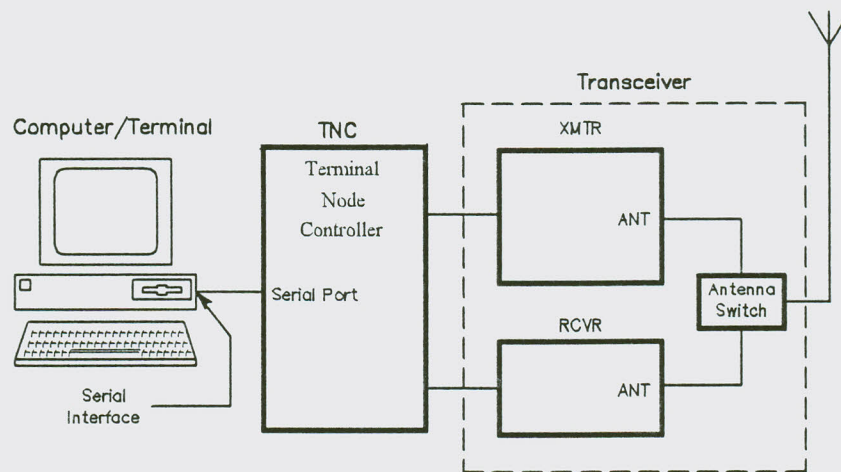 Transceiver
Computer/Terminal
TNC
XMTR
Terminal
Node
Controller
ANT
Serial Port
Antenna
Switch
RCVR
ANT
Serial
Interface